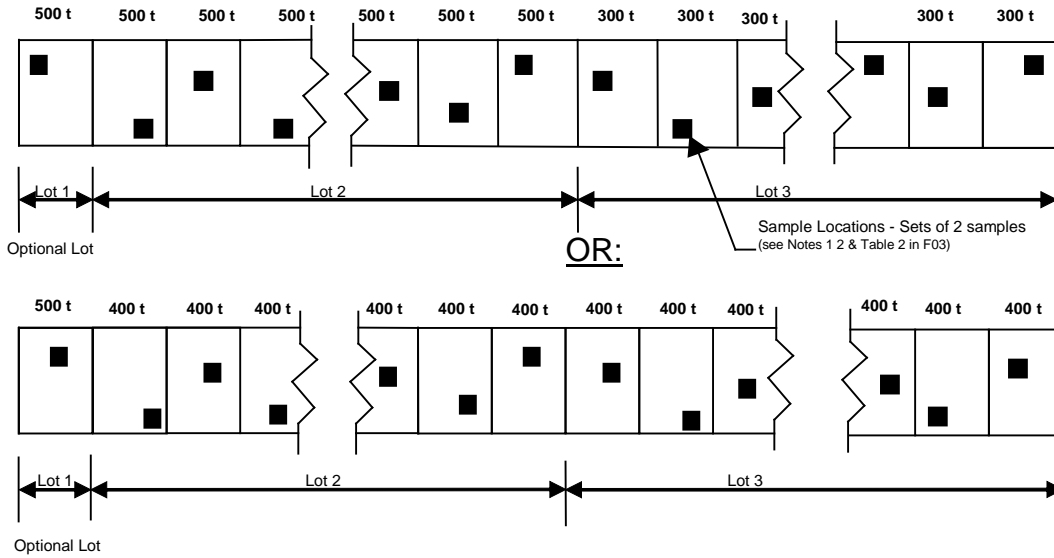 500 t 500 t 500 t 500 t 500 t 500 t 500 t 300 t 300 t 300 t 300 t 300 t
Lot 1 Lot 2 Lot 3
Optional Lot
Sample Locations - Sets of 2 samples
(see Notes 1 2 & Table 2 in F03)
OR:
500 t 400 t 400 t 400 t 400 t 400 t 400 t 400 t 400 t 400 t 400 t 400 t 400 t
Lot 1 Lot 2 Lot 3
Optional Lot